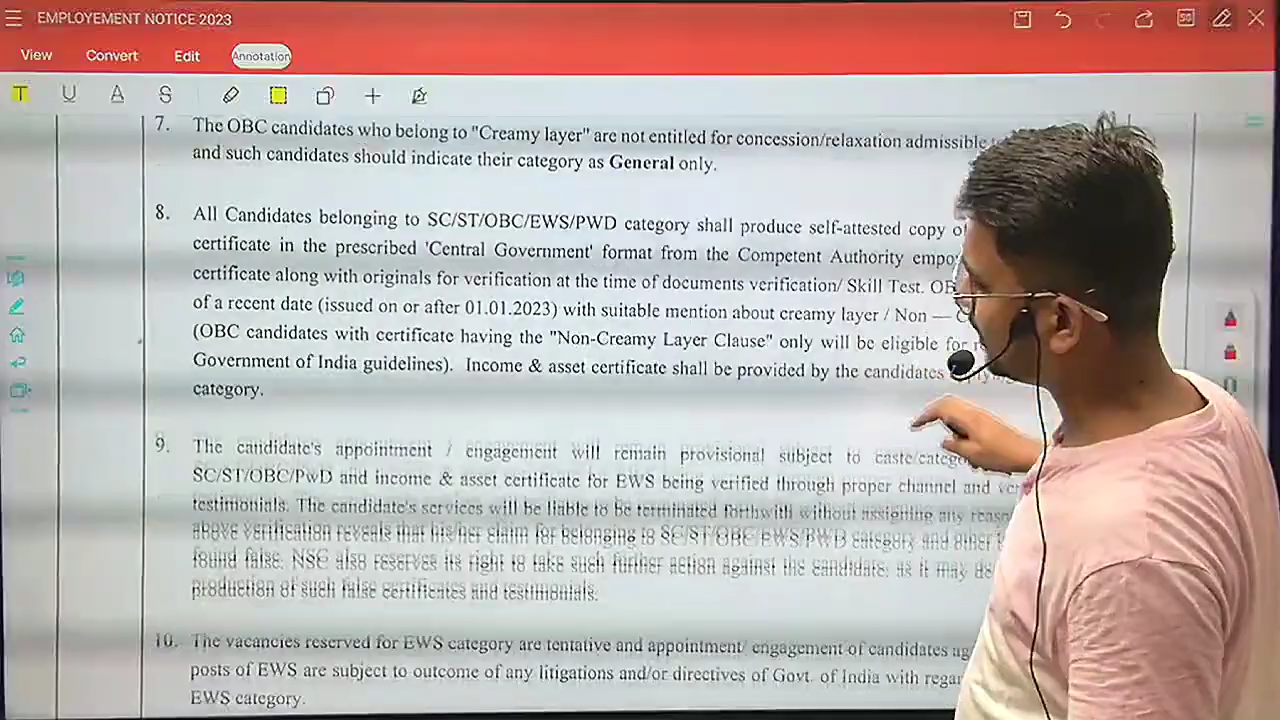 EMPLOYEMENT NOTICE 2023
View Convert Edit Annotation
7. The OBC candidates who belong to "Creamy layer" are not entitled for concession/relaxation admissible
and such candidates should indicate their category as General only.
8. All Candidates belonging to SC/ST/OBC/EWS/PWD category shall produce self-attested copy
certificate in the prescribed 'Central Government' format from the Competent Authority
certificate along with originals for verification at the time of documents verification/ Skill Test.
of a recent date (issued on or after 01.01.2023) with suitable mention about creamy layer / Non —
(OBC candidates with certificate having the "Non-Creamy Layer Clause" only will be eligible for
Government of India guidelines). Income & asset certificate shall be provided by the candidates
category.
9. The candidate's appointment / engagement will remain provisional subject to
SC/ST/OBC/PwD and income & asset certificate for EWS being verified through proper channel and
testimonials. The candidate's services will be liable to be terminated forthwith without assigning any
above verification reveals that his/her claim for belonging to SC/ST/OBC/EWS/PWD category and other
found false. NSC also reserves its right to take such further action against the candidate, as it may
production of such false certificates and testimonials.
10. The vacancies reserved for EWS category are tentative and appointment/ engagement of candidates
posts of EWS are subject to outcome of any litigations and/or directives of Govt. of India with
EWS category.